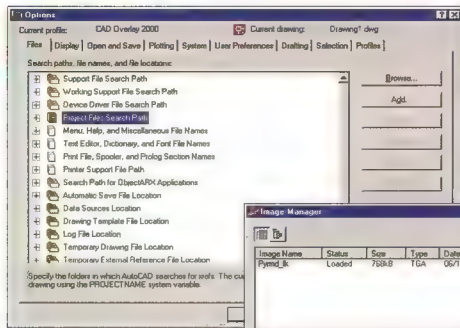 Options
Current profile: CAD Overlay 2000 Current drawing: Drawing1.dwg
Files Display Open and Save Plotting System User Preferences Drafting Selection Profiles
Search paths, file names, and file locations:
Support File Search Path
Working Support File Search Path
Device Driver File Search Path
Project Files Search Path
Menu, Help, and Miscellaneous File Names
Text Editor, Dictionary, and Font File Names
Print File, Spooler, and Prolog Section Names
Printer Support File Path
Search Path for ObjectARX Applications
Automatic Save File Location
Data Sources Location
Drawing Template File Location
Log File Location
Temporary Drawing File Location
Temporary External Reference File Location
Browse...
Add.
Specify the folders in which AutoCAD searches for xrefs. The cu
drawing using the PROJECTNAME system variable.
Image Manager
Image Name Status Size Type Date
Loaded 768kB TGA 06/1